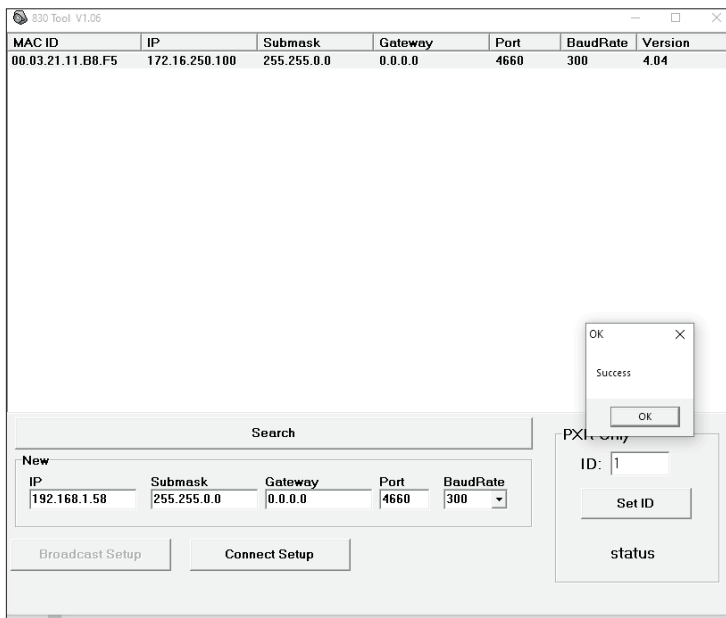 830 Tool V1.06
MAC ID IP Submask Gateway Port BaudRate Version
00.03.21.11.B8.F5 172.16.250.100 255.255.0.0 0.0.0.0 4660 300 4.04
OK
Success
OK
Search
PXR Only
New
ID: 1
IP Submask Gateway Port BaudRate
192.168.1.58 255.255.0.0 0.0.0.0 4660 300
Set ID
Broadcast Setup Connect Setup
status